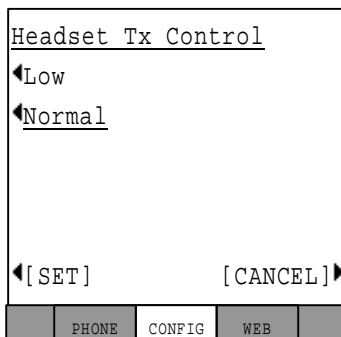 Headset Tx Control
Low
Normal
[SET] [CANCEL]
PHONE CONFIG WEB